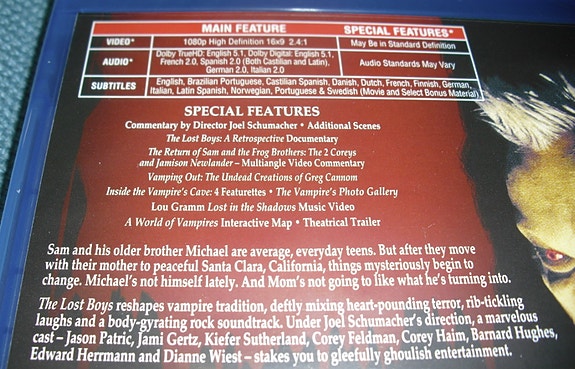 MAIN FEATURE SPECIAL FEATURES*
VIDEO* 1080p High Definition 16x9 2.4:1 May Be in Standard Definition
AUDIO* Dolby TrueHD: English 5.1, Dolby Digital: English 5.1,
French 2.0, Spanish 2.0 (Both Castilian and Latin),
German 2.0, Italian 2.0 Audio Standards May Vary
SUBTITLES English, Brazilian Portuguese, Castilian Spanish, Danish, Dutch, French, Finnish, German,
Italian, Latin Spanish, Norwegian, Portuguese & Swedish (Movie and Select Bonus Material)
SPECIAL FEATURES
Commentary by Director Joel Schumacher • Additional Scenes
The Lost Boys: A Retrospective Documentary
The Return of Sam and the Frog Brothers: The 2 Coreys
and Jamison Newlander – Multiangle Video Commentary
Vamping Out: The Undead Creations of Greg Cannom
Inside the Vampire's Cave: 4 Featurettes • The Vampire's Photo Gallery
Lou Gramm Lost in the Shadows Music Video
A World of Vampires Interactive Map • Theatrical Trailer
Sam and his older brother Michael are average, everyday teens. But after they move
with their mother to peaceful Santa Clara, California, things mysteriously begin to
change. Michael's not himself lately. And Mom's not going to like what he's turning into.
The Lost Boys reshapes vampire tradition, deftly mixing heart-pounding terror, rib-tickling
laughs and a body-gyrating rock soundtrack. Under Joel Schumacher's direction, a marvelous
cast – Jason Patric, Jami Gertz, Kiefer Sutherland, Corey Feldman, Corey Haim, Barnard Hughes,
Edward Herrmann and Dianne Wiest – stakes you to gleefully ghoulish entertainment.